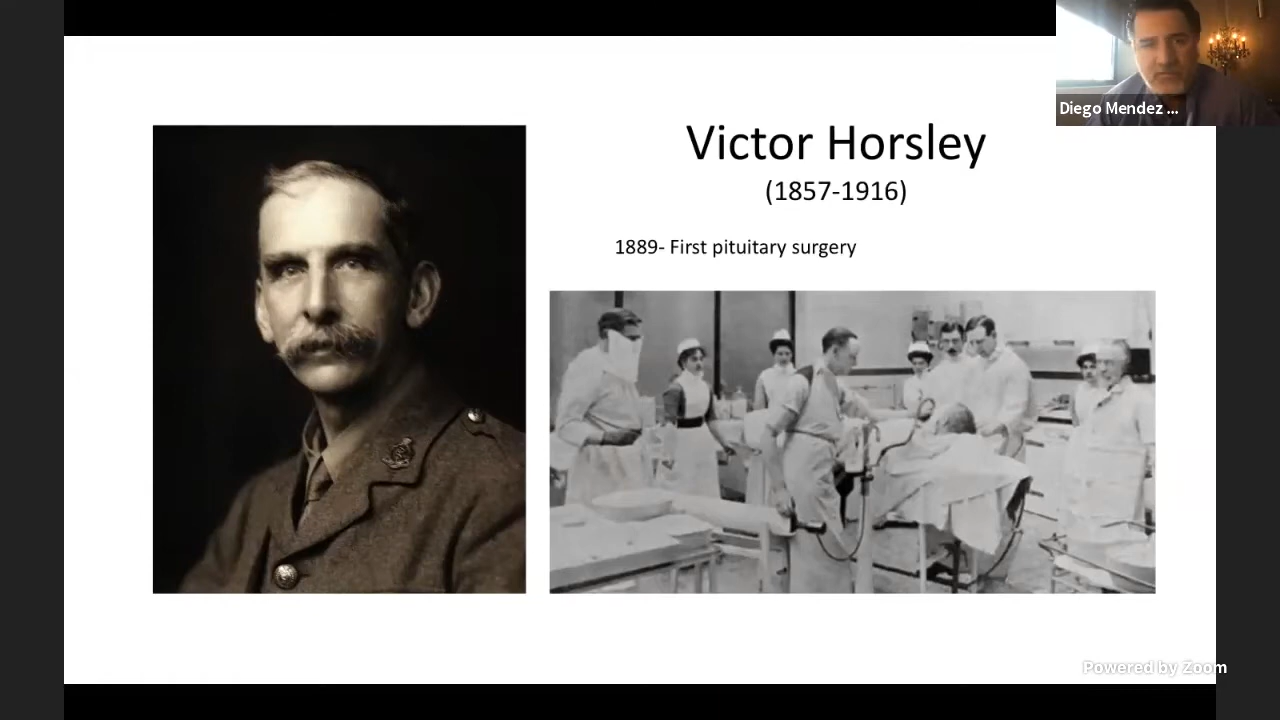 Diego Mendez ...
Victor Horsley
(1857-1916)
1889- First pituitary surgery
Powered by Zoom